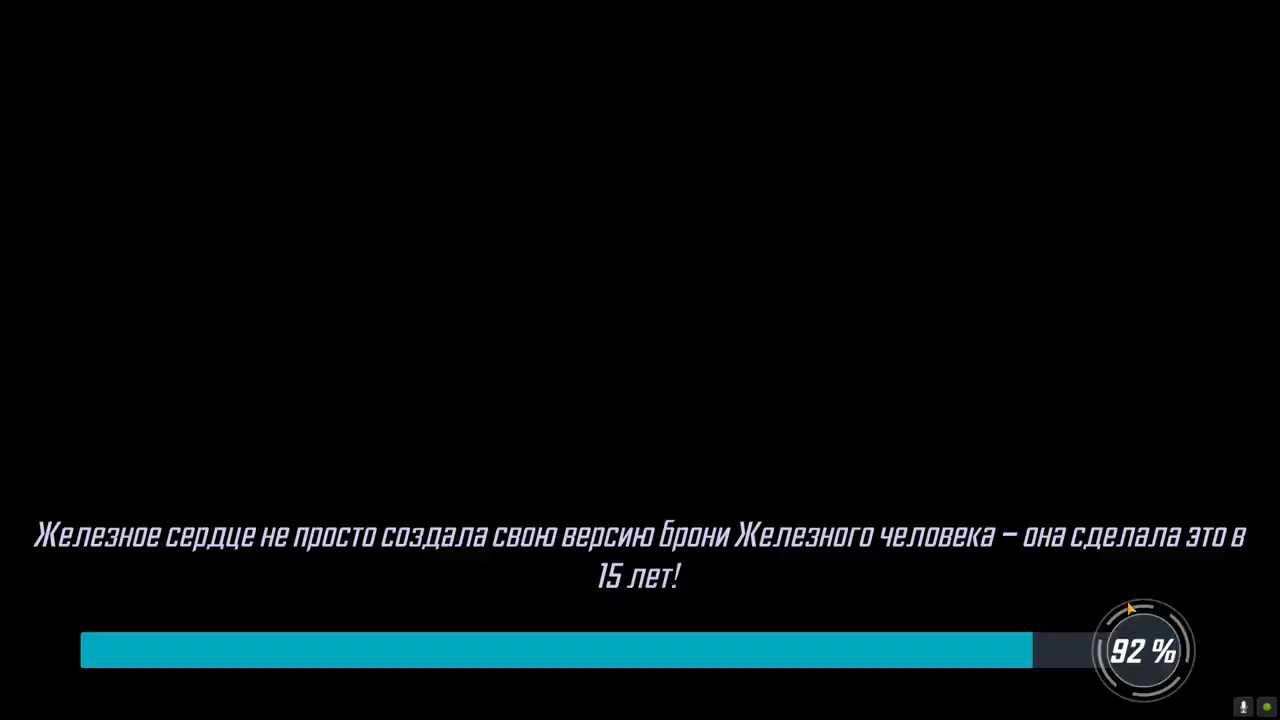 Железное сердце не просто создала свою версию брони Железного человека – она сделала это в
15 лет!
92 %